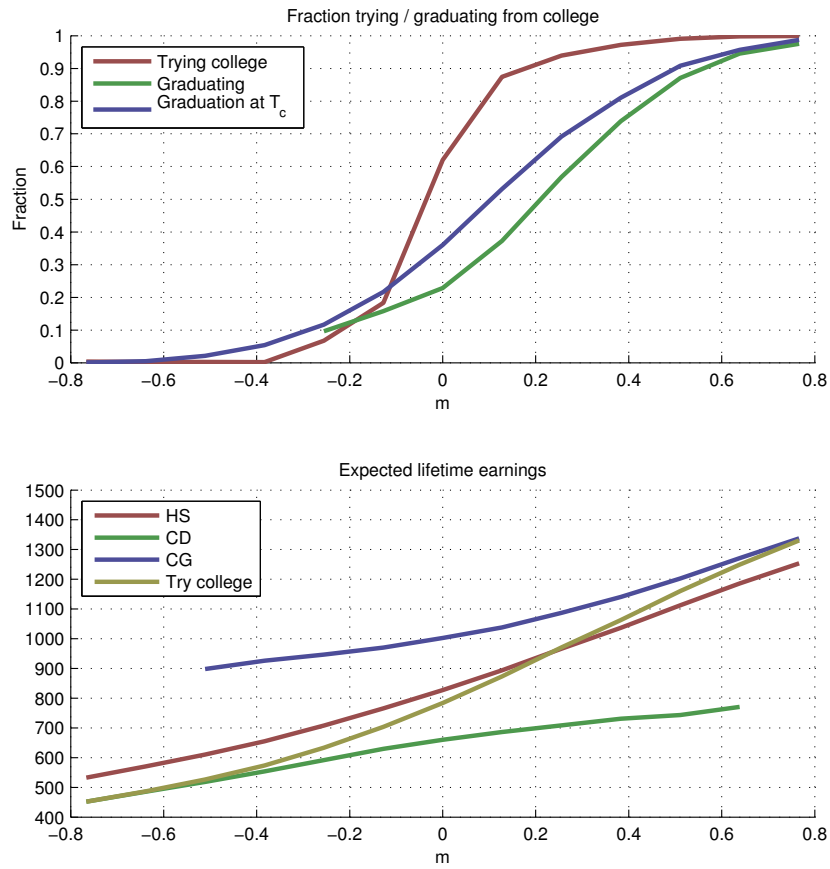 Fraction trying / graduating from college
1
0.9
0.8
0.7
0.6
0.5
0.4
0.3
0.2
0.1
0
Fraction
Trying college
Graduating
Graduation at T_c
−0.8 −0.6 −0.4 −0.2 0 0.2 0.4 0.6 0.8
m
Expected lifetime earnings
1500
1400
1300
1200
1100
1000
900
800
700
600
500
400
HS
CD
CG
Try college
−0.8 −0.6 −0.4 −0.2 0 0.2 0.4 0.6 0.8
m